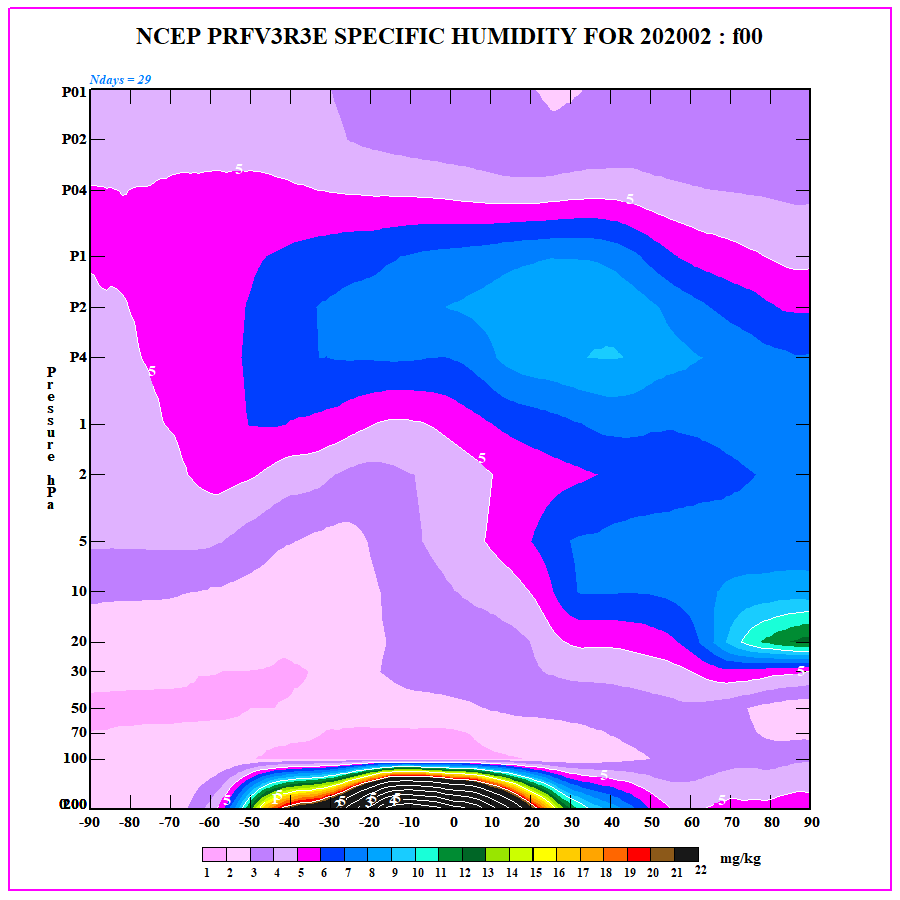 NCEP PRFV3R3E SPECIFIC HUMIDITY FOR 202002 : f00
Ndays = 29
P01
P02
5
P04
5
P1
P2
P4
5
Pressure hPa
1
5
2
5
10
20
30
5
50
70
100
5
200
5
5
5
-90 -80 -70 -60 -50 -40 -30 -20 -10 -0 10 20 30 40 50 60 70 80 90
1 2 3 4 5 6 7 8 9 10 11 12 13 14 15 16 17 18 19 20 21 22 mg/kg